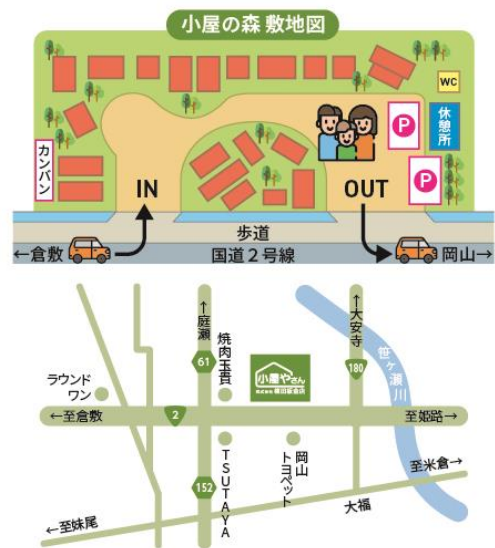 小屋の森 敷地図
WC
P
休憩所
カンバン
P
IN
OUT
歩道
←倉敷
国道2号線
岡山→
←庭瀬
焼肉玉貴
←大安寺
笹ヶ瀬川
61
小屋やさん
180
ラウンド
ワン
←至倉敷
2
至姫路→
TSUTAYA
岡山
トヨペット
152
至米倉→
大福
←至妹尾